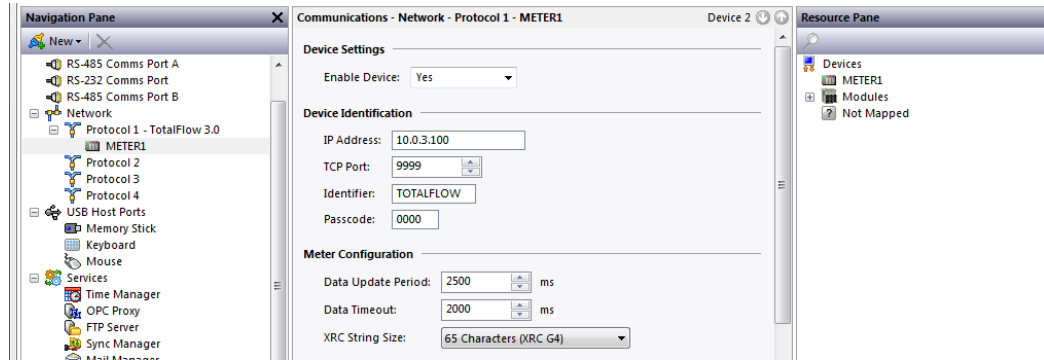 Navigation Pane
New
RS-485 Comms Port A
RS-232 Comms Port
RS-485 Comms Port B
Network
Protocol 1 - TotalFlow 3.0
METER1
Protocol 2
Protocol 3
Protocol 4
USB Host Ports
Memory Stick
Keyboard
Mouse
Services
Time Manager
OPC Proxy
FTP Server
Sync Manager
Mail Manager
Communications - Network - Protocol 1 - METER1 Device 2
Device Settings
Enable Device: Yes
Device Identification
IP Address: 10.0.3.100
TCP Port: 9999
Identifier: TOTALFLOW
Passcode: 0000
Meter Configuration
Data Update Period: 2500 ms
Data Timeout: 2000 ms
XRC String Size: 65 Characters (XRC G4)
Resource Pane
Devices
METER1
Modules
Not Mapped